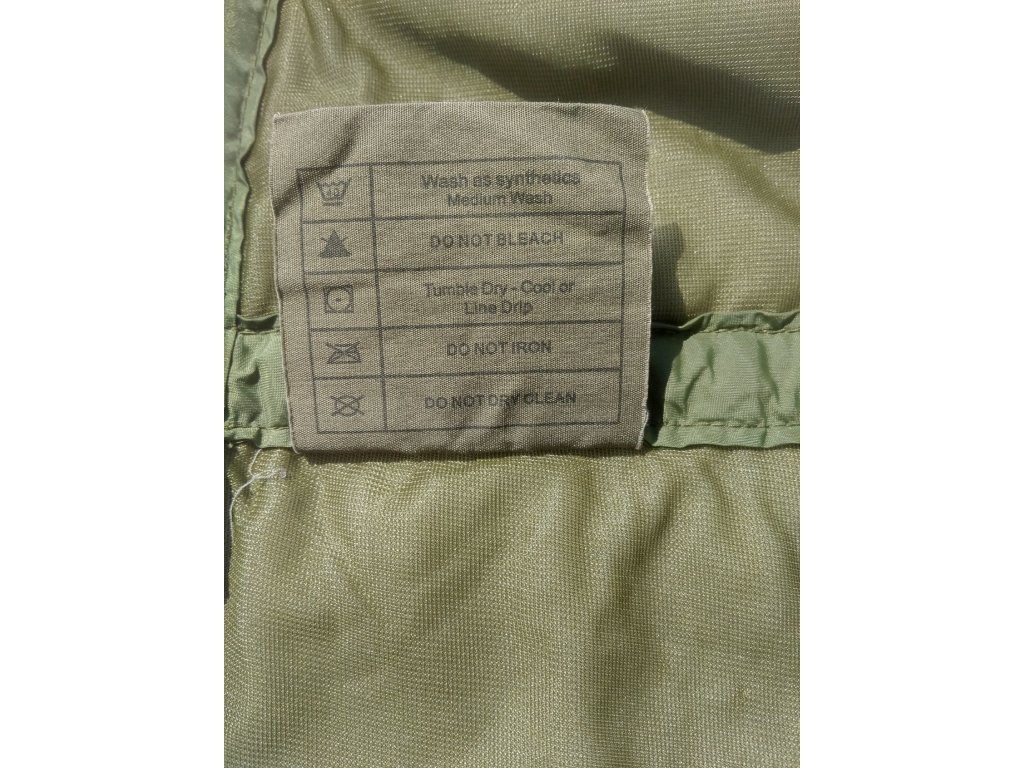 Wash as synthetics
Medium Wash
DO NOT BLEACH
Tumble Dry - Cool or
Line Drip
DO NOT IRON
DO NOT DRY CLEAN